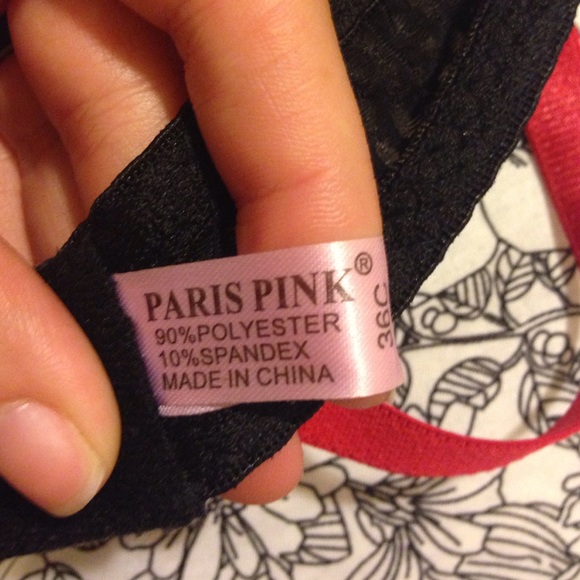 PARIS PINK®
90%POLYESTER
10%SPANDEX
MADE IN CHINA
36C